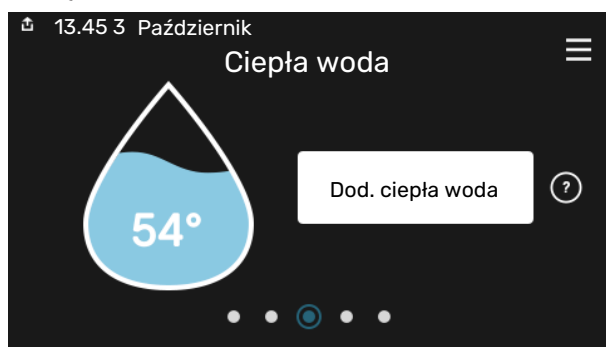 13.45 3 Październik
Ciepła woda
54°
Dod. ciepła woda
?